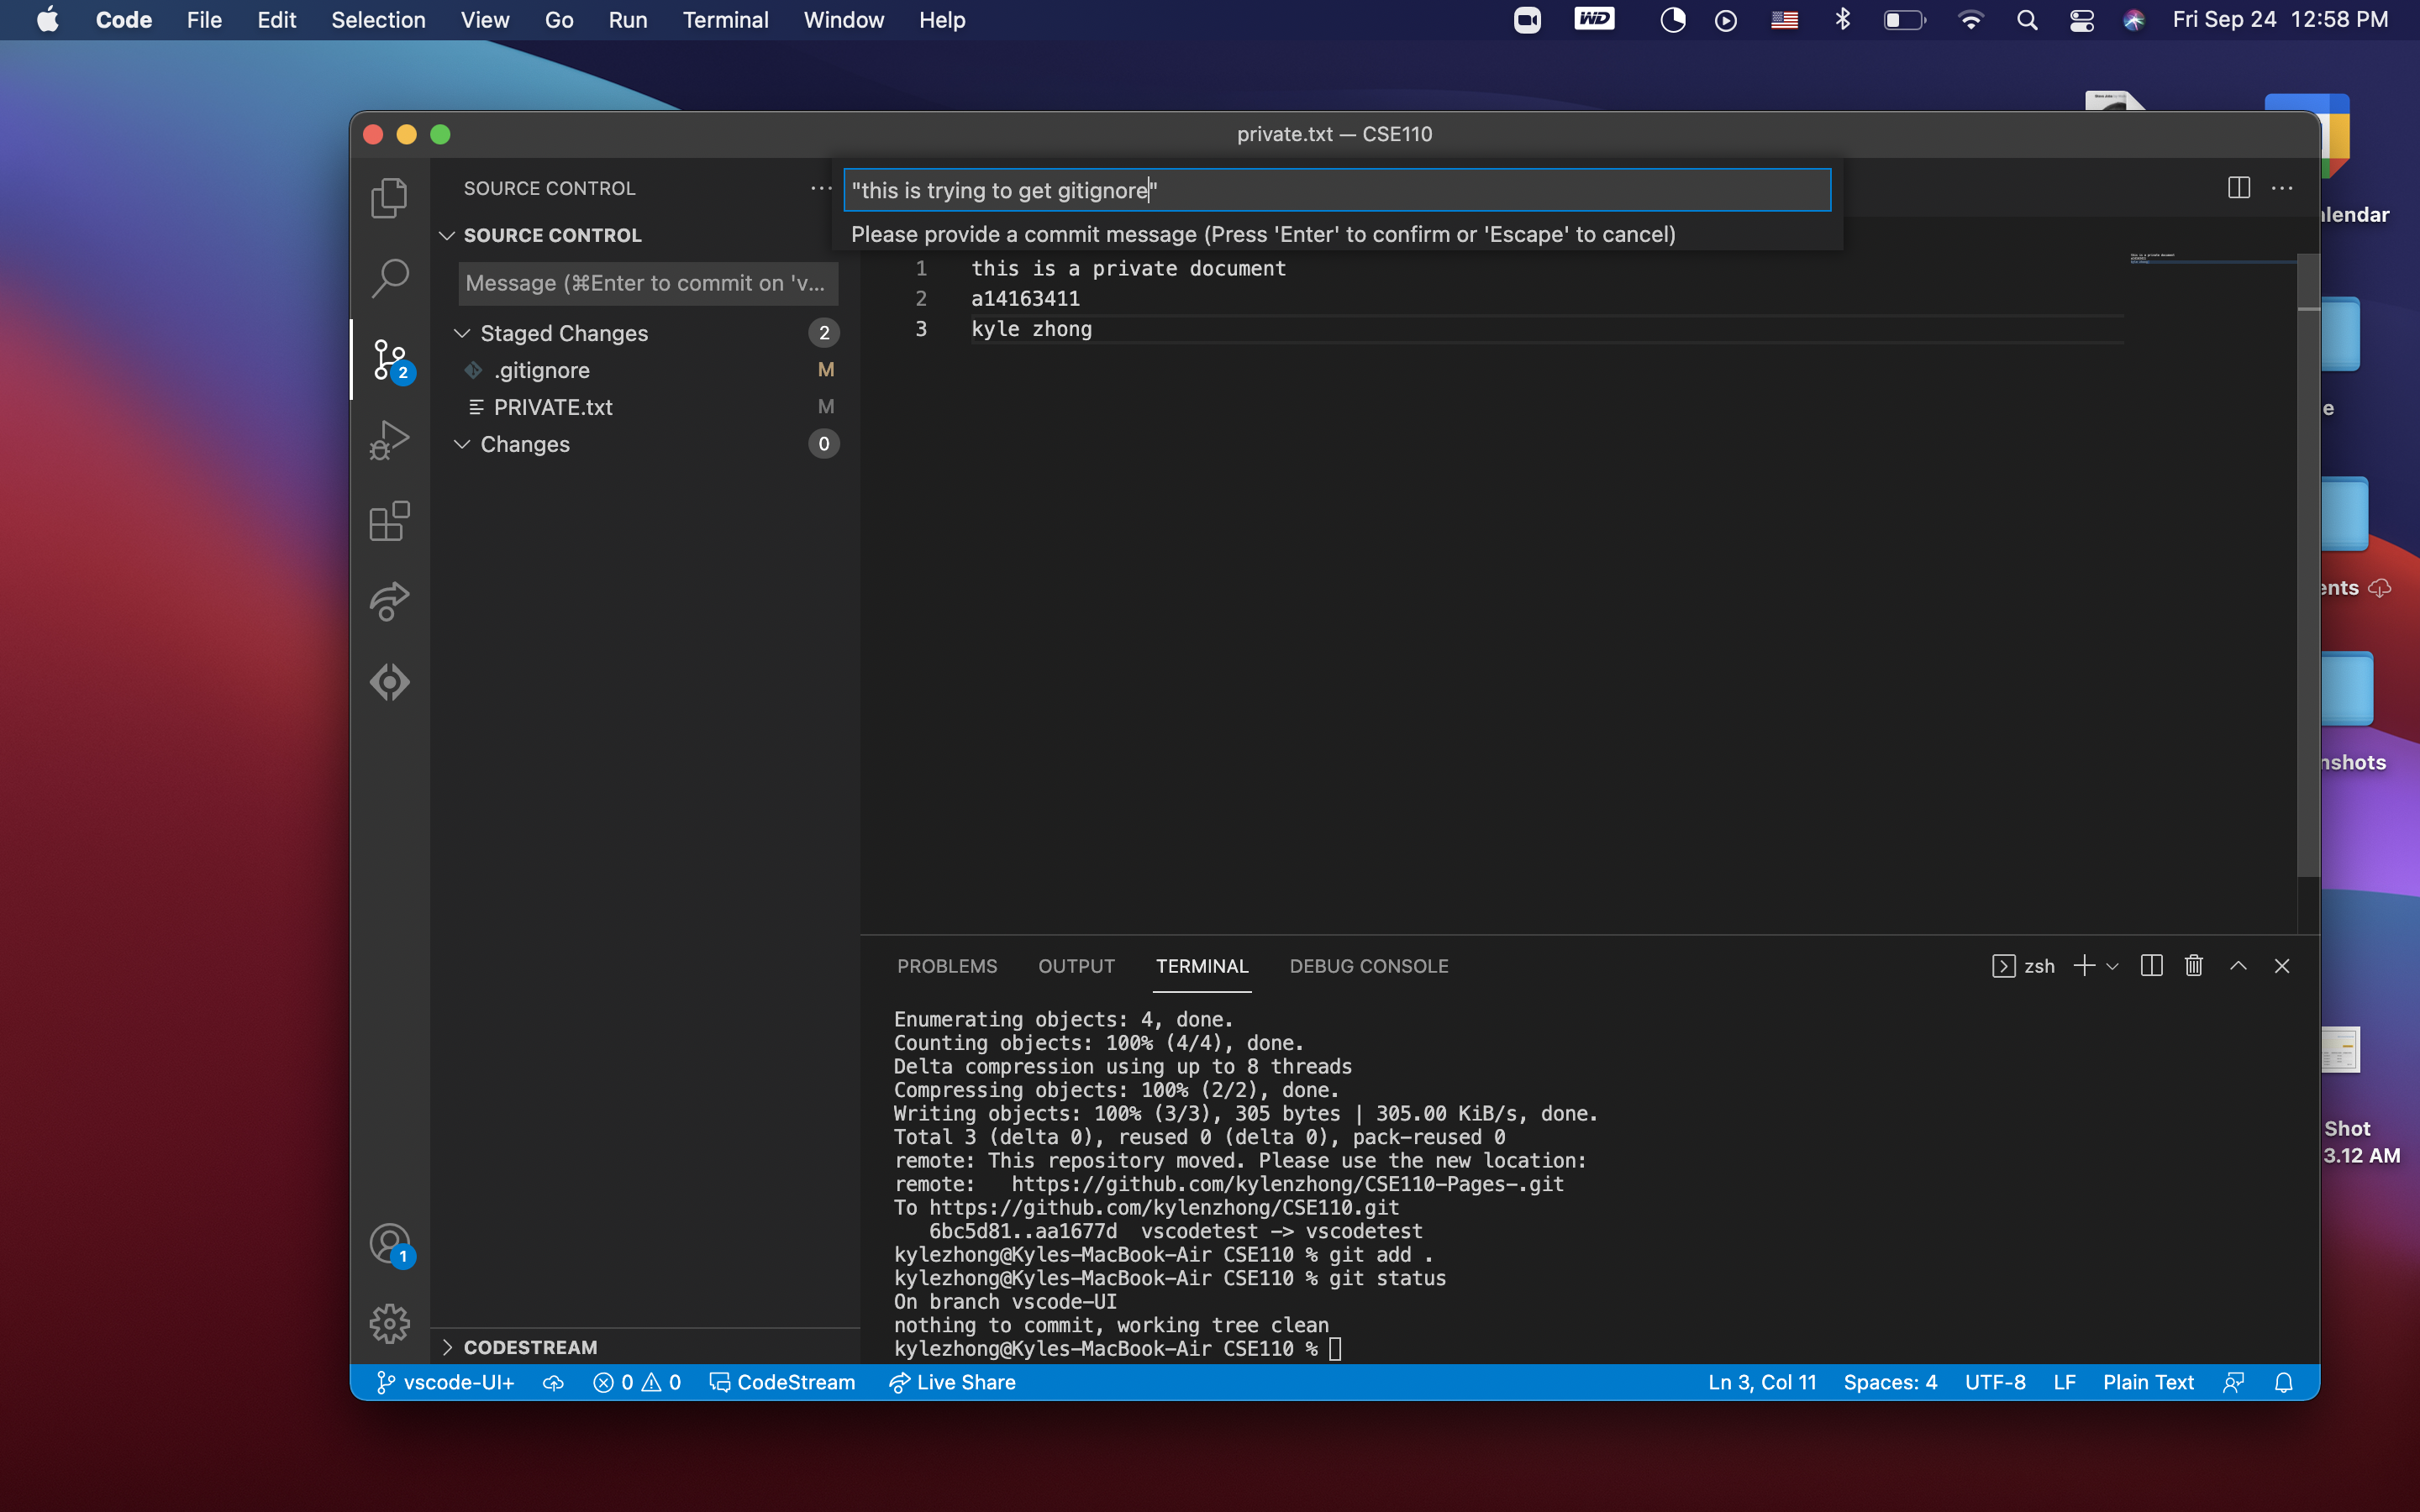 Code File Edit Selection View Go Run Terminal Window Help
WD
Fri Sep 24 12:58 PM
private.txt — CSE110
SOURCE CONTROL
"this is trying to get gitignore"
Please provide a commit message (Press 'Enter' to confirm or 'Escape' to cancel)
SOURCE CONTROL
Message (⌘Enter to commit on 'v...
Staged Changes 2
.gitignore M
PRIVATE.txt M
Changes 0
2
1 this is a private document
2 a14163411
3 kyle zhong
lendar
e
ents
nshots
Shot
3.12 AM
PROBLEMS OUTPUT TERMINAL DEBUG CONSOLE
zsh
Enumerating objects: 4, done.
Counting objects: 100% (4/4), done.
Delta compression using up to 8 threads
Compressing objects: 100% (2/2), done.
Writing objects: 100% (3/3), 305 bytes | 305.00 KiB/s, done.
Total 3 (delta 0), reused 0 (delta 0), pack-reused 0
remote: This repository moved. Please use the new location:
remote:   https://github.com/kylenzhong/CSE110-Pages-.git
To https://github.com/kylenzhong/CSE110.git
   6bc5d81..aa1677d  vscodetest -> vscodetest
kylezhong@Kyles-MacBook-Air CSE110 % git add .
kylezhong@Kyles-MacBook-Air CSE110 % git status
On branch vscode-UI
nothing to commit, working tree clean
kylezhong@Kyles-MacBook-Air CSE110 %
1
CODESTREAM
vscode-UI+ 0 0 CodeStream Live Share
Ln 3, Col 11 Spaces: 4 UTF-8 LF Plain Text